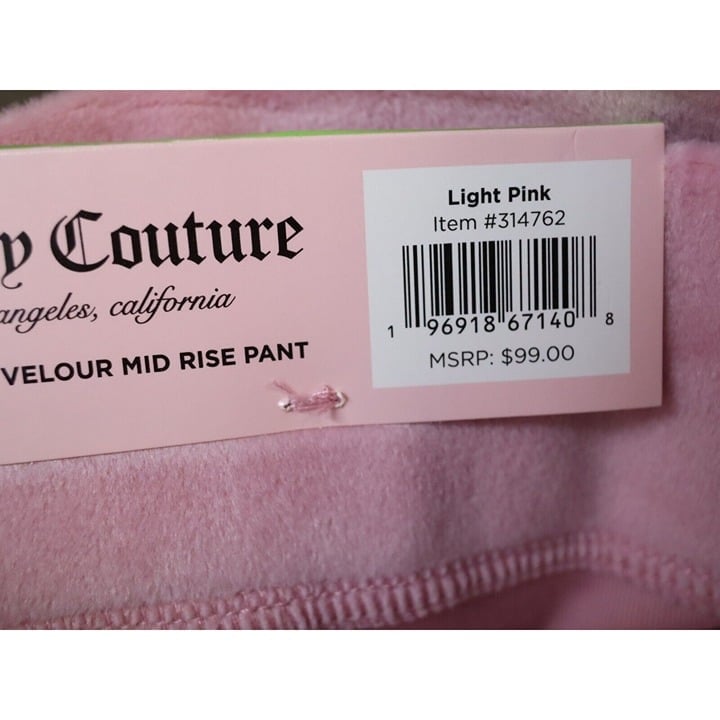 y Couture
angeles, california
VELOUR MID RISE PANT
Light Pink
Item #314762
1 96918 67140 8
MSRP: $99.00